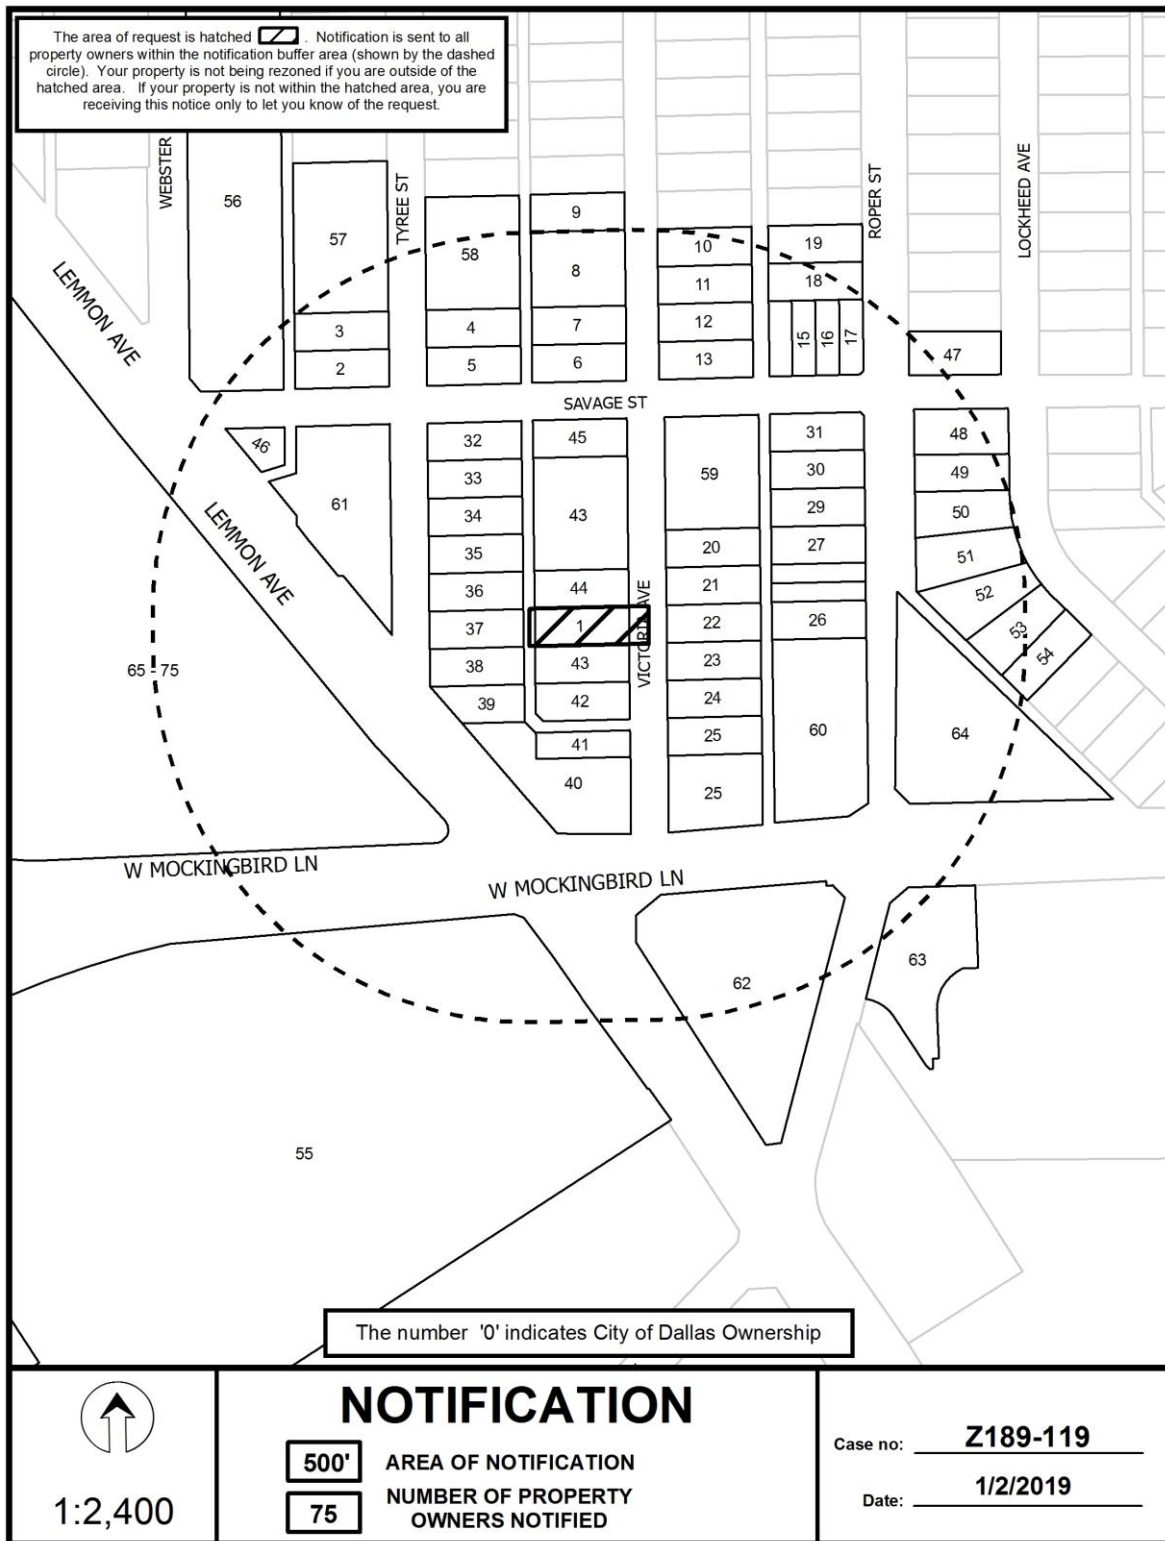 The area of request is hatched . Notification is sent to all
property owners within the notification buffer area (shown by the dashed
circle). Your property is not being rezoned if you are outside of the
hatched area. If your property is not within the hatched area, you are
receiving this notice only to let you know of the request.
WEBSTER
TYREE ST
ROPER ST
LOCKHEED AVE
56
57
58
9
8
10
19
11
18
LEMMON AVE
3
4
7
12
15
16
17
2
5
6
13
47
SAVAGE ST
46
32
45
31
48
33
59
30
49
61
34
43
29
50
LEMMON AVE
35
20
27
51
36
44
VICTORIA AVE
21
52
37
1
22
26
53
65 - 75
38
43
23
54
39
42
24
41
25
60
64
40
25
W MOCKINGBIRD LN
W MOCKINGBIRD LN
62
63
55
The number '0' indicates City of Dallas Ownership
1:2,400
NOTIFICATION
500' AREA OF NOTIFICATION
75 NUMBER OF PROPERTY
OWNERS NOTIFIED
Case no: Z189-119
Date: 1/2/2019